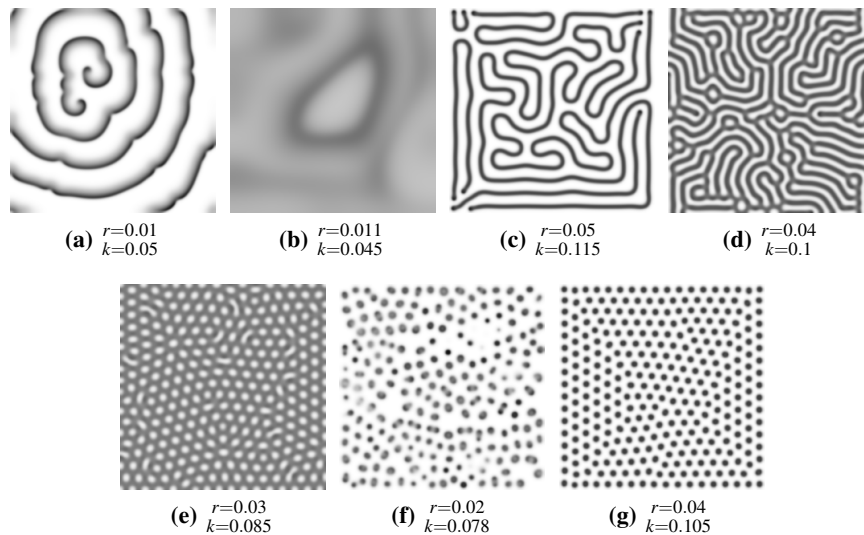 (a) r=0.01
k=0.05
(b) r=0.011
k=0.045
(c) r=0.05
k=0.115
(d) r=0.04
k=0.1
(e) r=0.03
k=0.085
(f) r=0.02
k=0.078
(g) r=0.04
k=0.105